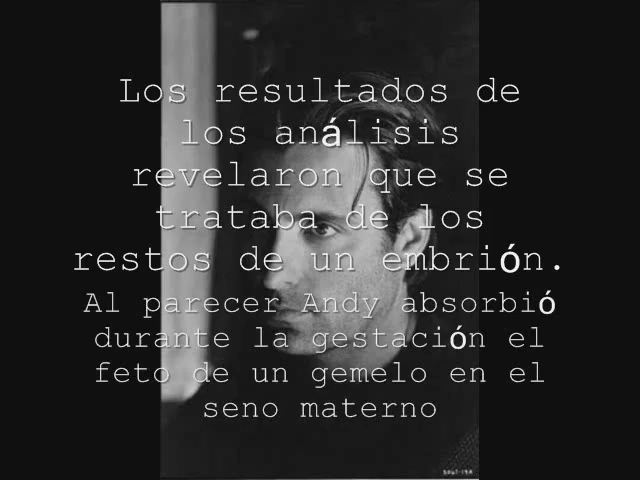 Los resultados de
los análisis
revelaron que se
trataba de los
restos de un embrión.
Al parecer Andy absorbió
durante la gestación el
feto de un gemelo en el
seno materno